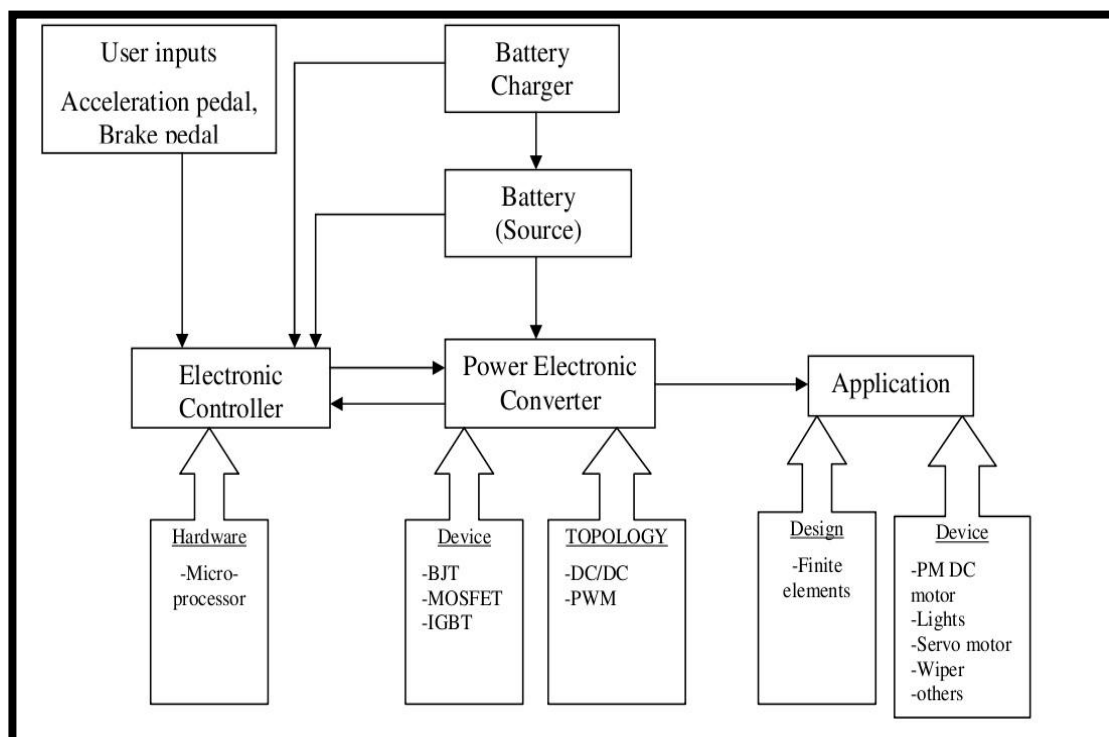 User inputs
Acceleration pedal,
Brake pedal
Battery
Charger
Battery
(Source)
Electronic
Controller
Power Electronic
Converter
Application
Hardware
-Micro-
processor
Device
-BJT
-MOSFET
-IGBT
TOPOLOGY
-DC/DC
-PWM
Design
-Finite
elements
Device
-PM DC
motor
-Lights
-Servo motor
-Wiper
-others